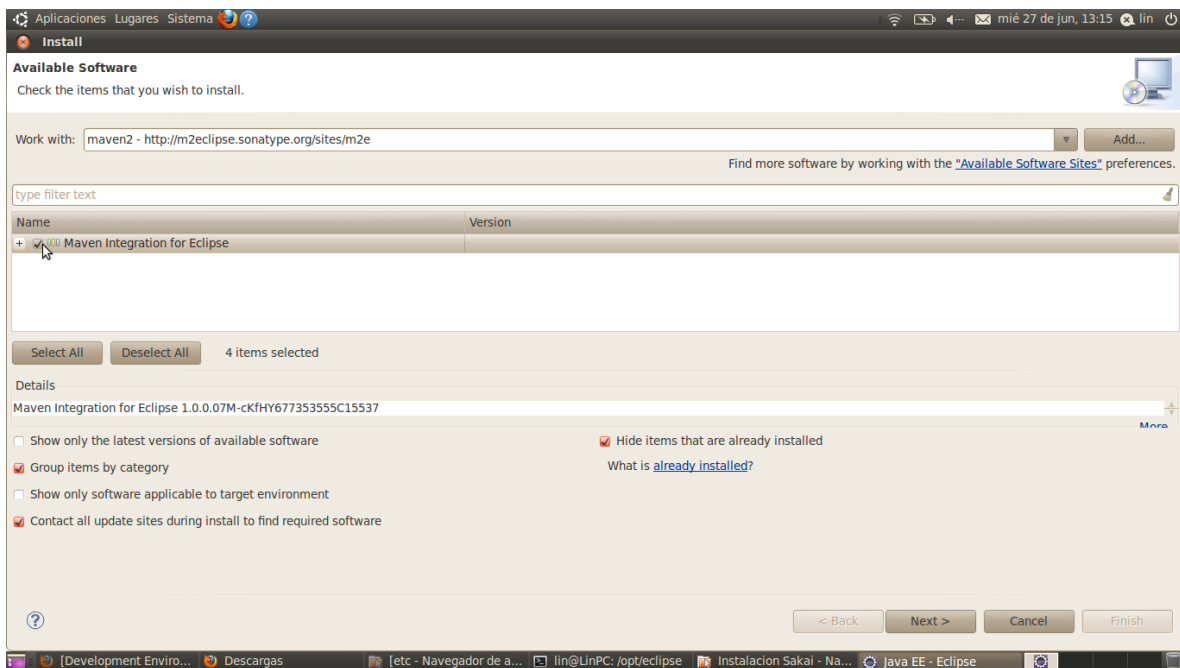 Aplicaciones Lugares Sistema mié 27 de jun, 13:15 lin
Install
Available Software
Check the items that you wish to install.
Work with: maven2 - http://m2eclipse.sonatype.org/sites/m2e Add...
Find more software by working with the "Available Software Sites" preferences.
type filter text
Name Version
Maven Integration for Eclipse
Select All Deselect All 4 items selected
Details
Maven Integration for Eclipse 1.0.0.07M-cKfHY677353555C15537
More
Show only the latest versions of available software Hide items that are already installed
Group items by category What is already installed?
Show only software applicable to target environment
Contact all update sites during install to find required software
< Back Next > Cancel Finish
[Development Enviro... Descargas [etc - Navegador de a... lin@LinPC: /opt/eclipse Instalacion Sakai - Na... Java EE - Eclipse